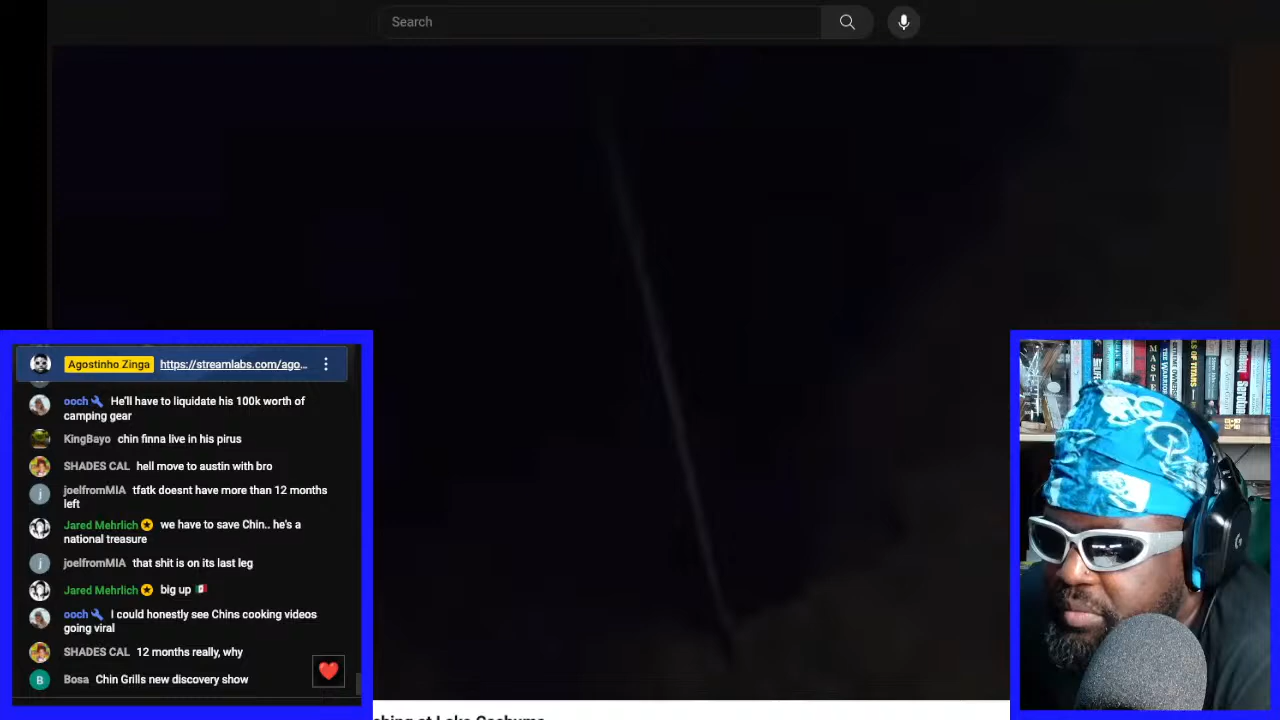 Search
Agostinho Zinga https://streamlabs.com/ago...
ooch He'll have to liquidate his 100k worth of
camping gear
KingBayo chin finna live in his pirus
SHADES CAL hell move to austin with bro
joelfromMIA tfatk doesnt have more than 12 months
left
Jared Mehrlich we have to save Chin.. he's a
national treasure
joelfromMIA that shit is on its last leg
Jared Mehrlich big up
ooch I could honestly see Chins cooking videos
going viral
SHADES CAL 12 months really, why
B Bosa Chin Grills new discovery show